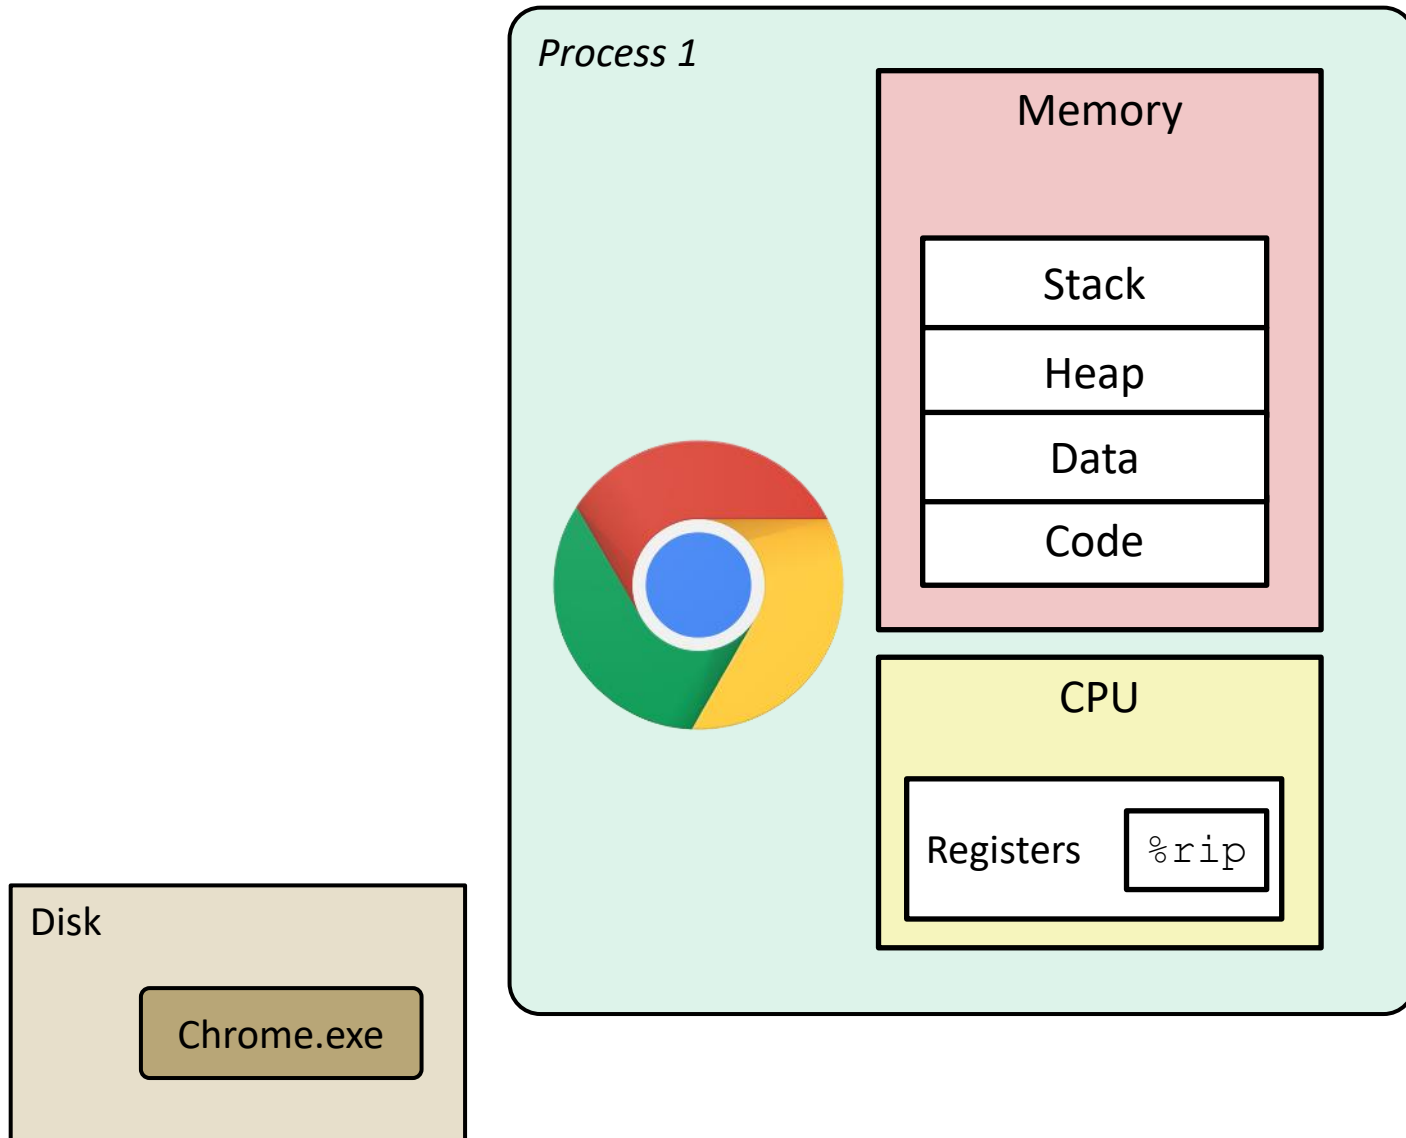 Process 1
Memory
Stack
Heap
Data
Code
CPU
Registers %rip
Disk
Chrome.exe